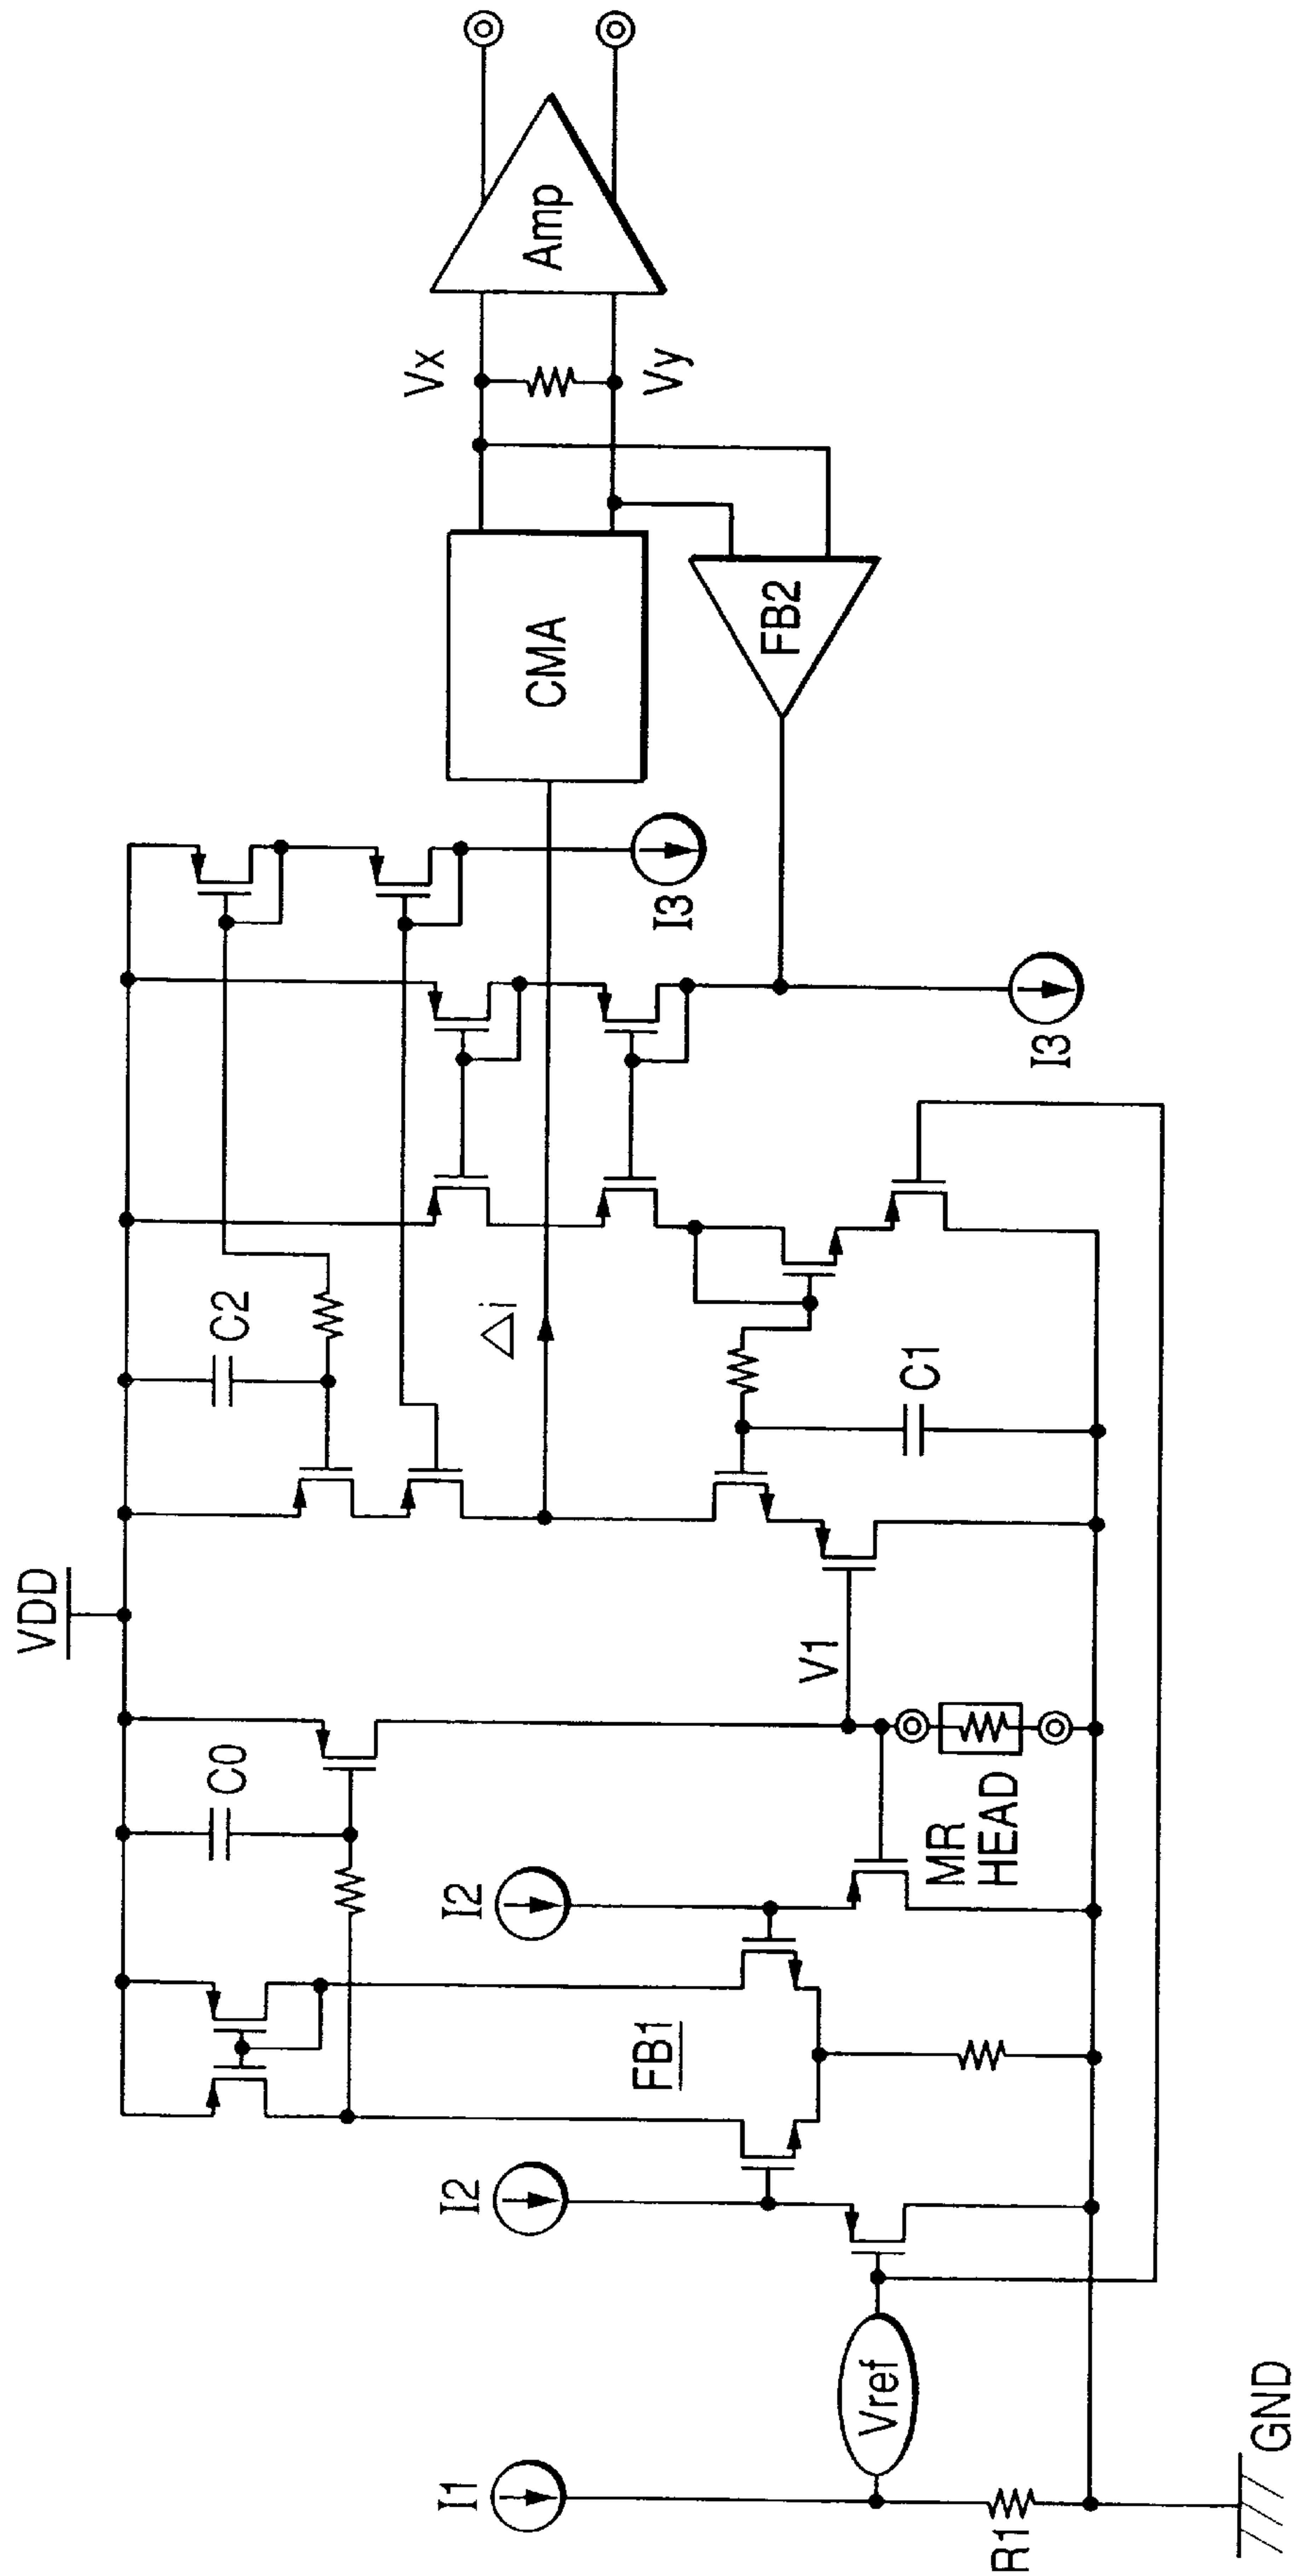 VDD
C0
C2
Vx
Vy
Amp
CMA
FB2
I3
I3
△i
C1
V1
MR
HEAD
I2
I2
FB1
Vref
I1
R1
GND